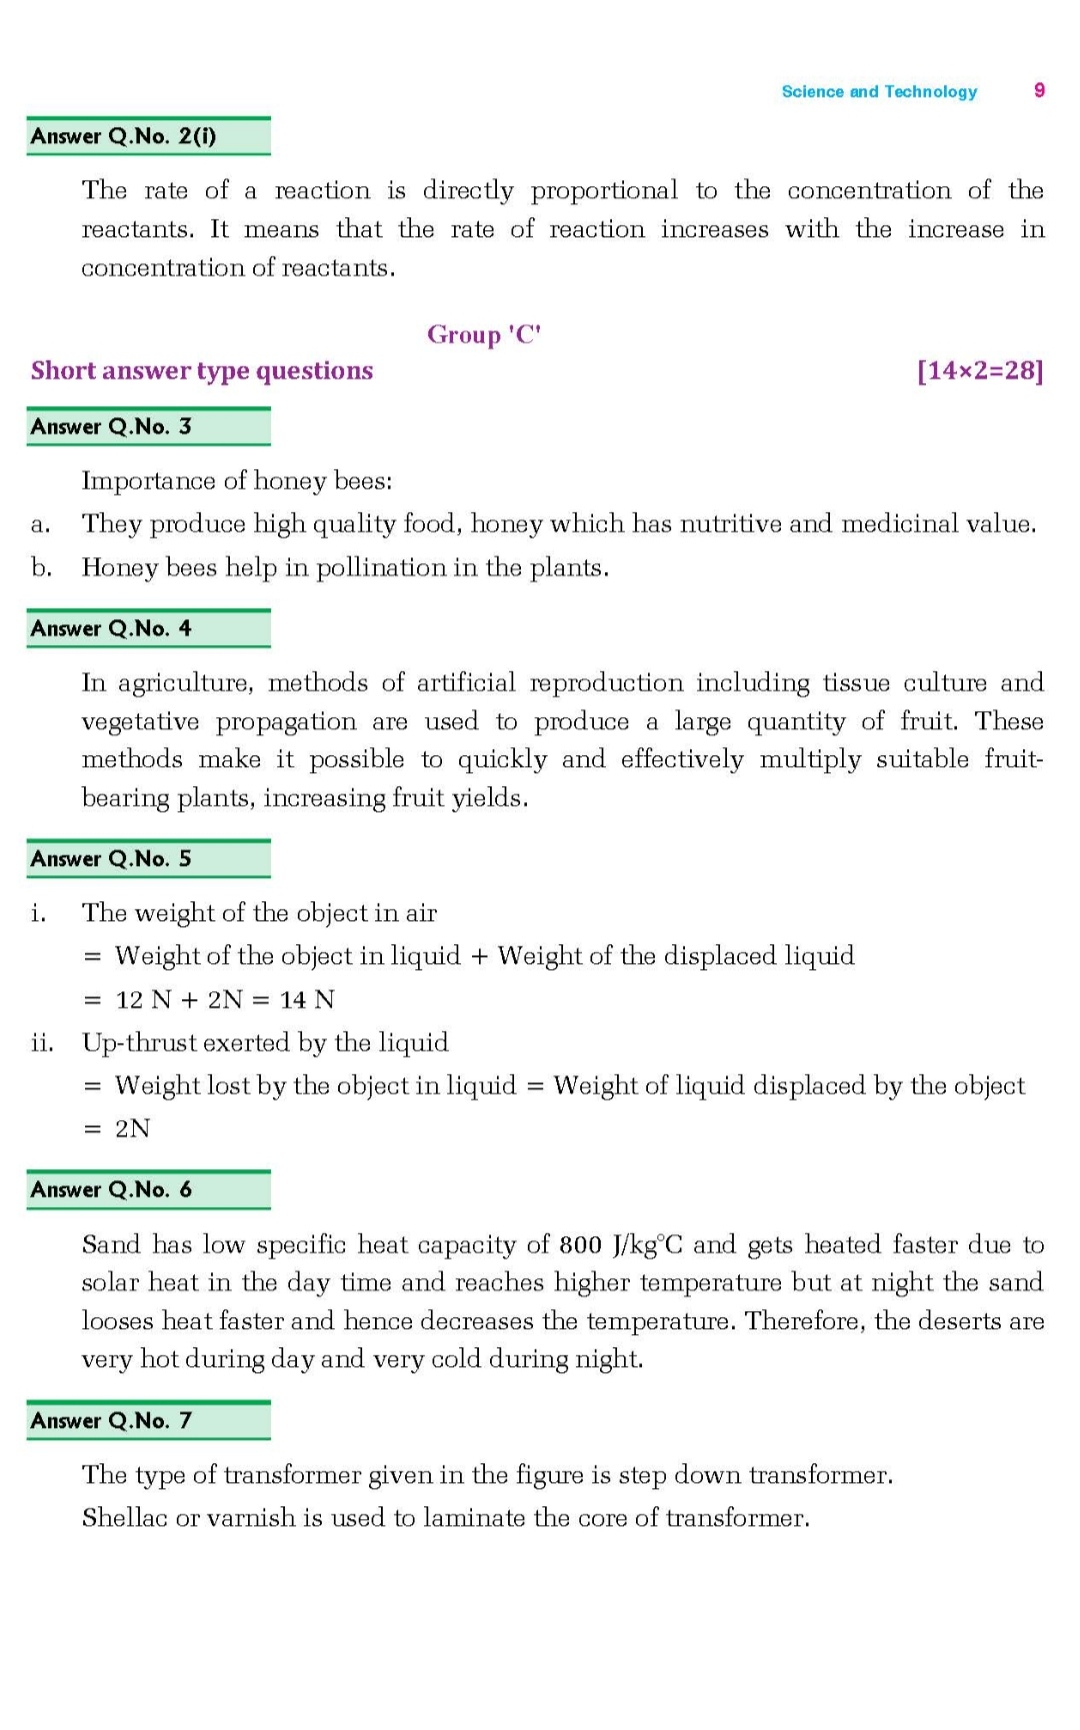 Science and Technology 9
Answer Q.No. 2(i)
The rate of a reaction is directly proportional to the concentration of the
reactants. It means that the rate of reaction increases with the increase in
concentration of reactants.
Group 'C'
Short answer type questions [14×2=28]
Answer Q.No. 3
Importance of honey bees:
a. They produce high quality food, honey which has nutritive and medicinal value.
b. Honey bees help in pollination in the plants.
Answer Q.No. 4
In agriculture, methods of artificial reproduction including tissue culture and
vegetative propagation are used to produce a large quantity of fruit. These
methods make it possible to quickly and effectively multiply suitable fruit-
bearing plants, increasing fruit yields.
Answer Q.No. 5
i. The weight of the object in air
= Weight of the object in liquid + Weight of the displaced liquid
= 12 N + 2N = 14 N
ii. Up-thrust exerted by the liquid
= Weight lost by the object in liquid = Weight of liquid displaced by the object
= 2N
Answer Q.No. 6
Sand has low specific heat capacity of 800 J/kg°C and gets heated faster due to
solar heat in the day time and reaches higher temperature but at night the sand
looses heat faster and hence decreases the temperature. Therefore, the deserts are
very hot during day and very cold during night.
Answer Q.No. 7
The type of transformer given in the figure is step down transformer.
Shellac or varnish is used to laminate the core of transformer.